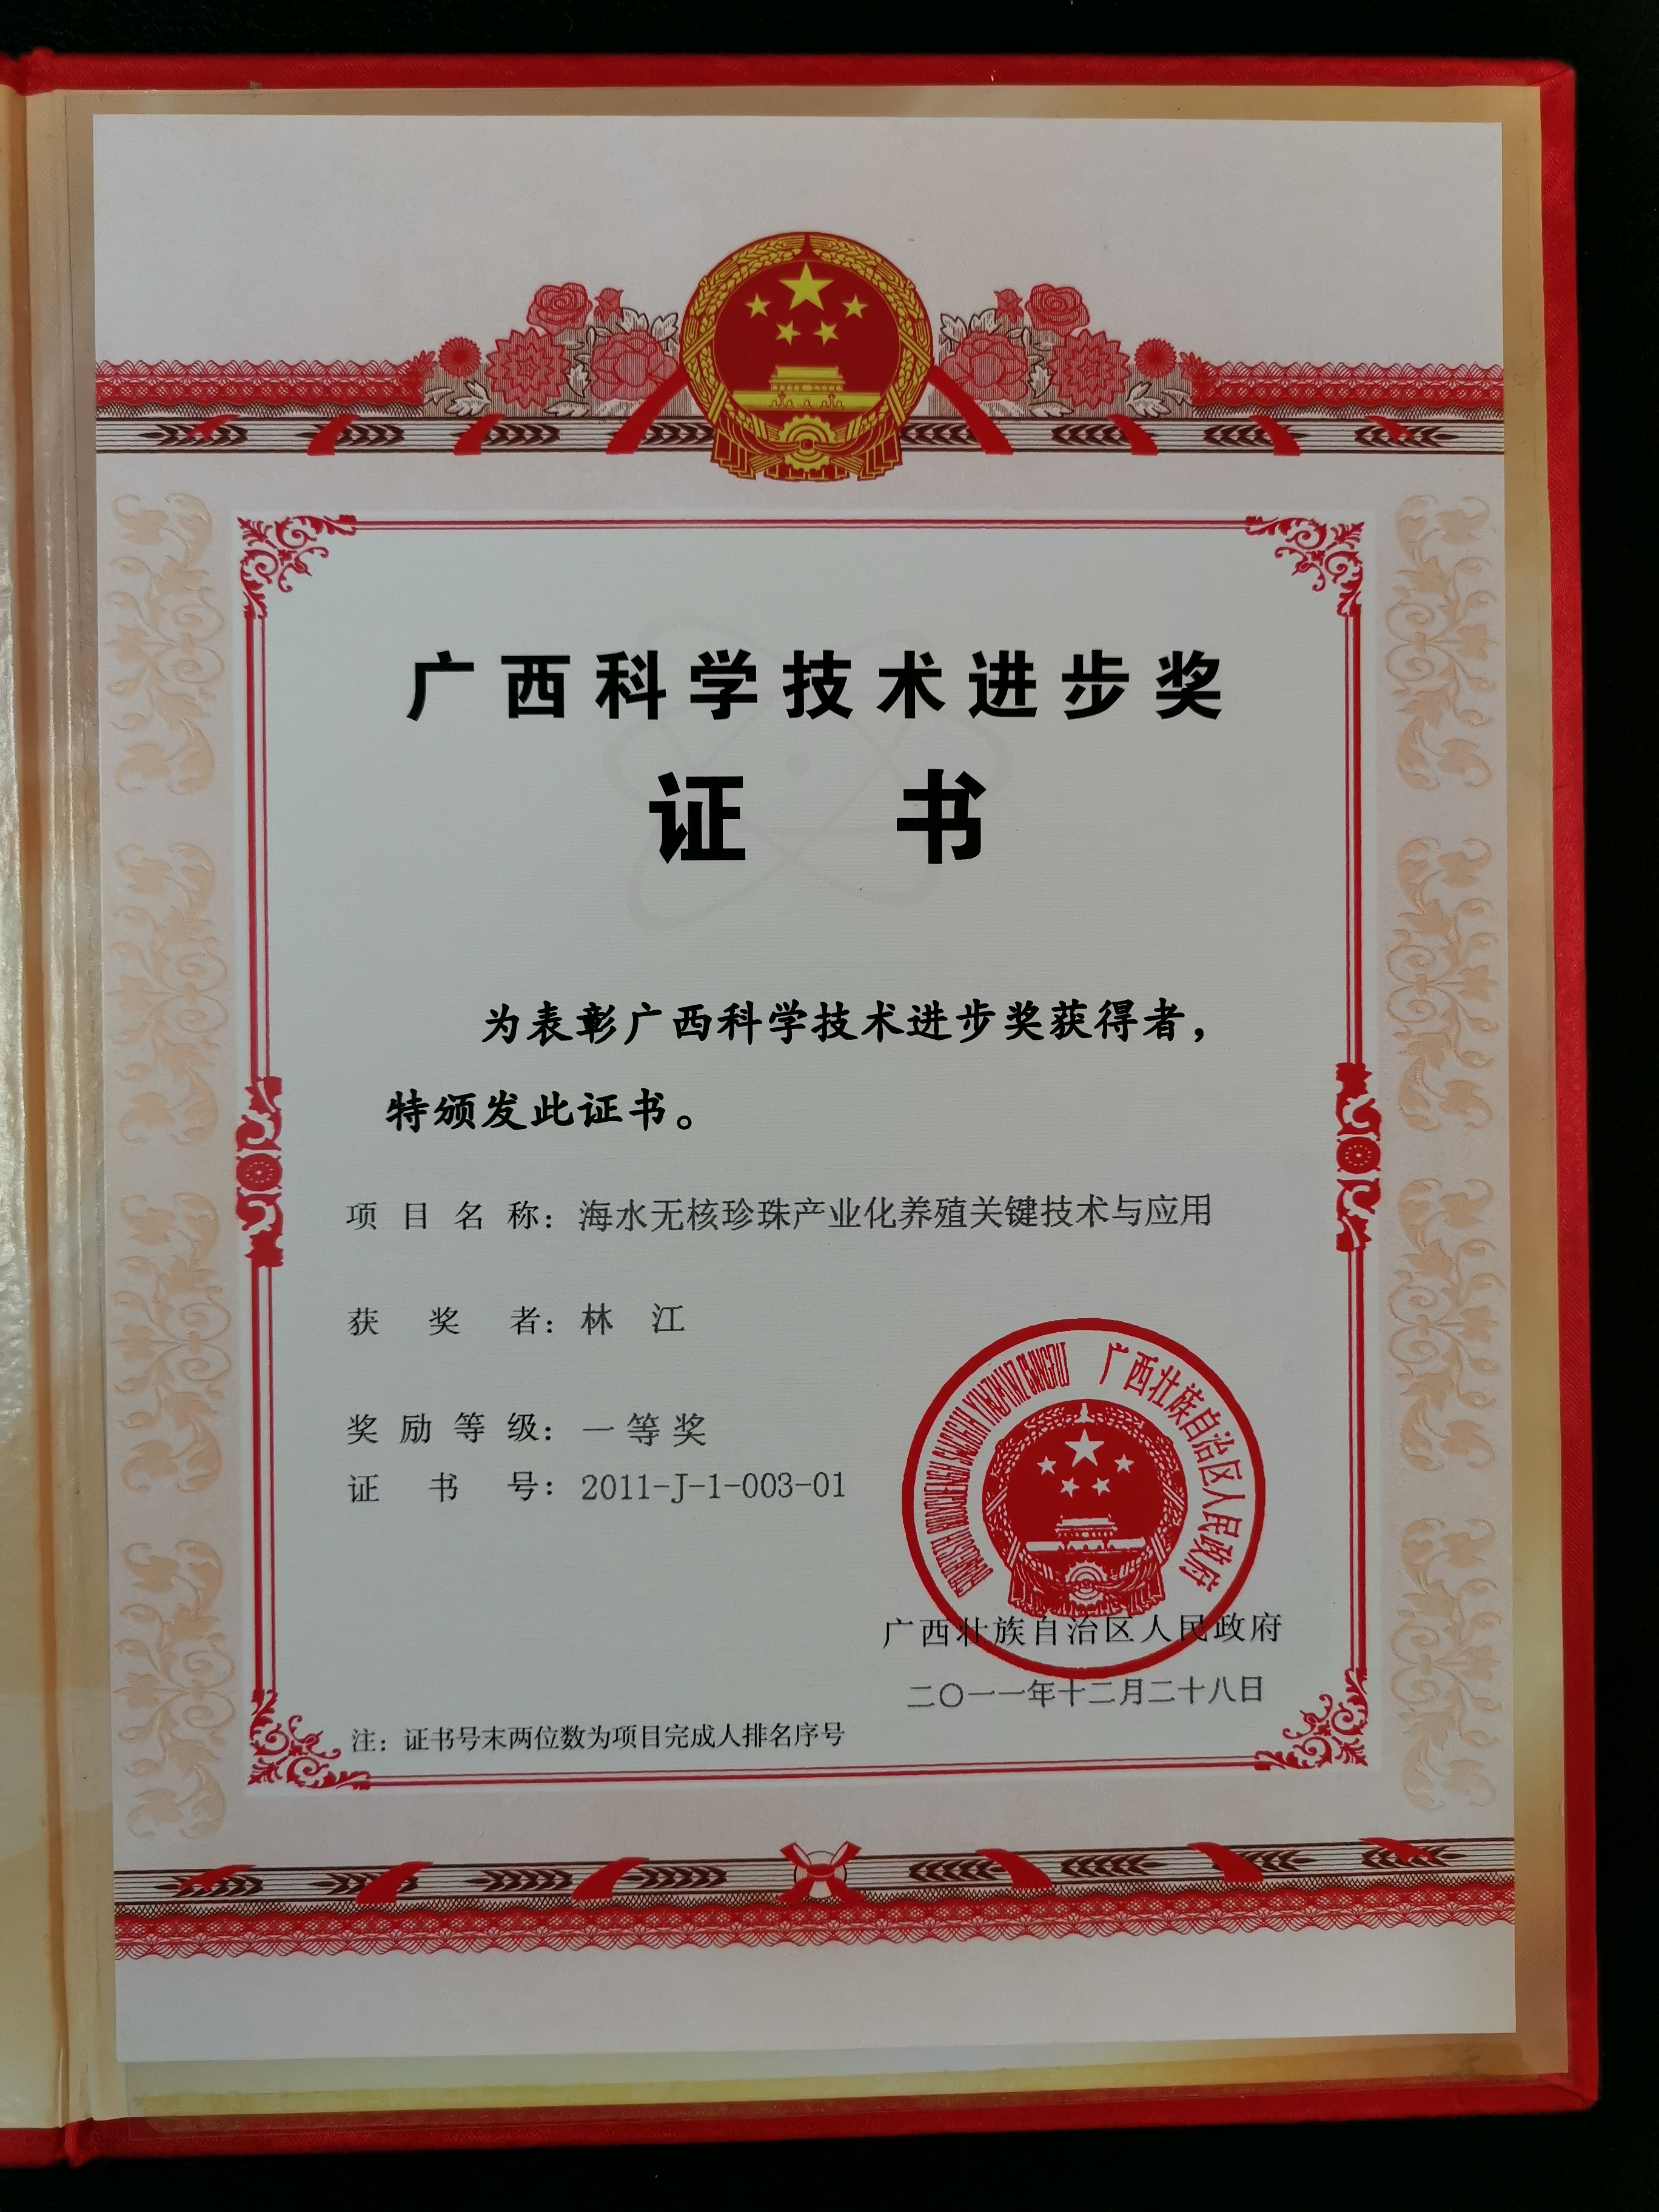 广西科学技术进步奖
证 书
为表彰广西科学技术进步奖获得者，
特颁发此证书。
项目名称：海水无核珍珠产业化养殖关键技术与应用
获奖者：林 江
奖励等级：一等奖
证书号：2011-J-1-003-01
广西壮族自治区人民政府
广西壮族自治区人民政府
二〇一一年十二月二十八日
注：证书号末两位数为项目完成人排名序号